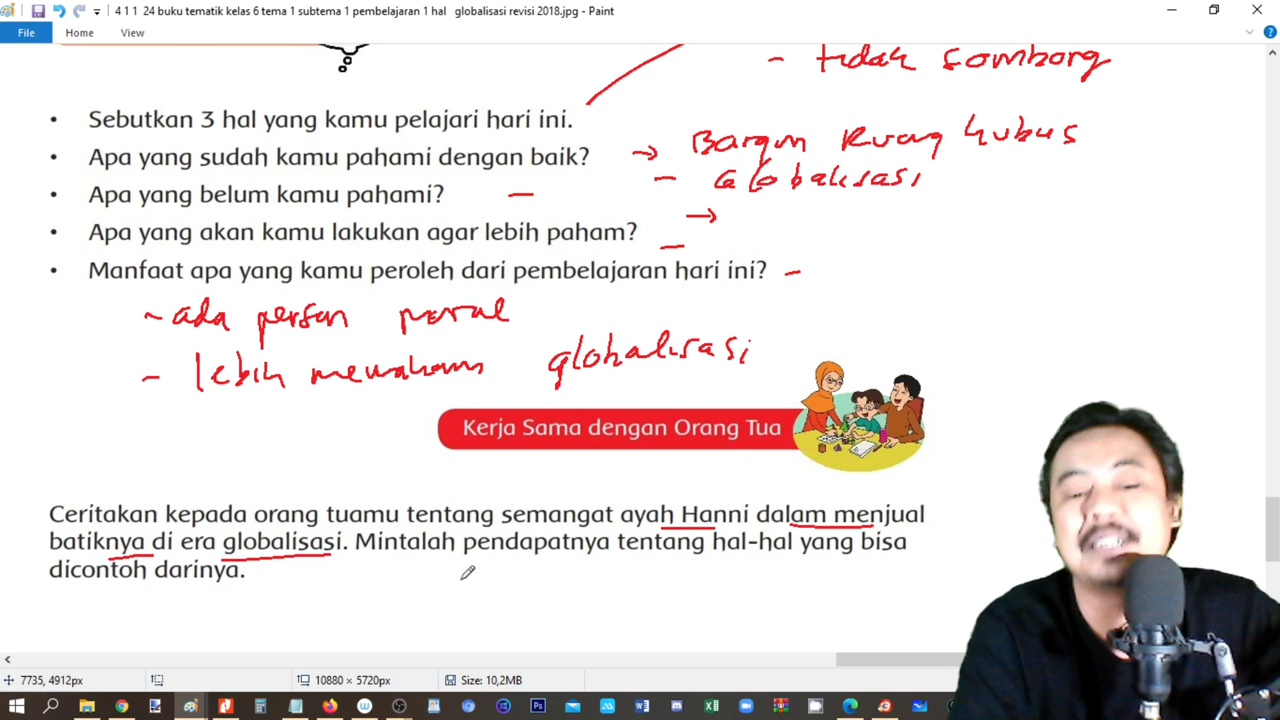 4 1 1 24 buku tematik kelas 6 tema 1 subtema 1 pembelajaran 1 hal globalisasi revisi 2018.jpg - Paint
File Home View
- tidak sombong
• Sebutkan 3 hal yang kamu pelajari hari ini.
• Apa yang sudah kamu pahami dengan baik? → Bangun Ruang kubus
• Apa yang belum kamu pahami? - - Globalisasi
• Apa yang akan kamu lakukan agar lebih paham? - →
• Manfaat apa yang kamu peroleh dari pembelajaran hari ini? -
- ada pesan moral
- lebih memahami globalisasi
Kerja Sama dengan Orang Tua
Ceritakan kepada orang tuamu tentang semangat ayah Hanni dalam menjual
batiknya di era globalisasi. Mintalah pendapatnya tentang hal-hal yang bisa
dicontoh darinya.
7735, 4912px 10880 × 5720px Size: 10,2MB